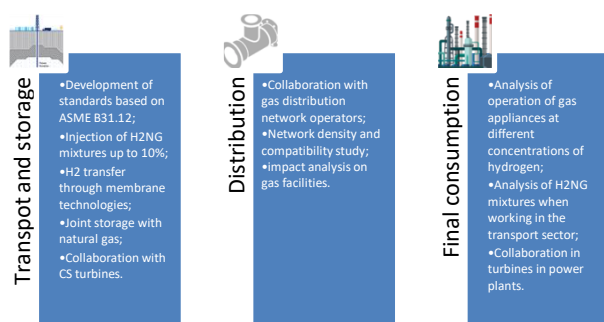 Transpot and storage
•Development of
standards based on
ASME B31.12;
•Injection of H2NG
mixtures up to 10%;
•H2 transfer
through membrane
technologies;
•Joint storage with
natural gas;
•Collaboration with
CS turbines.
Distribution
•Collaboration with
gas distribution
network operators;
•Network density and
compatibility study;
•impact analysis on
gas facilities.
Final consumption
•Analysis of
operation of gas
appliances at
different
concentrations of
hydrogen;
•Analysis of H2NG
mixtures when
working in the
transport sector;
•Collaboration in
turbines in power
plants.